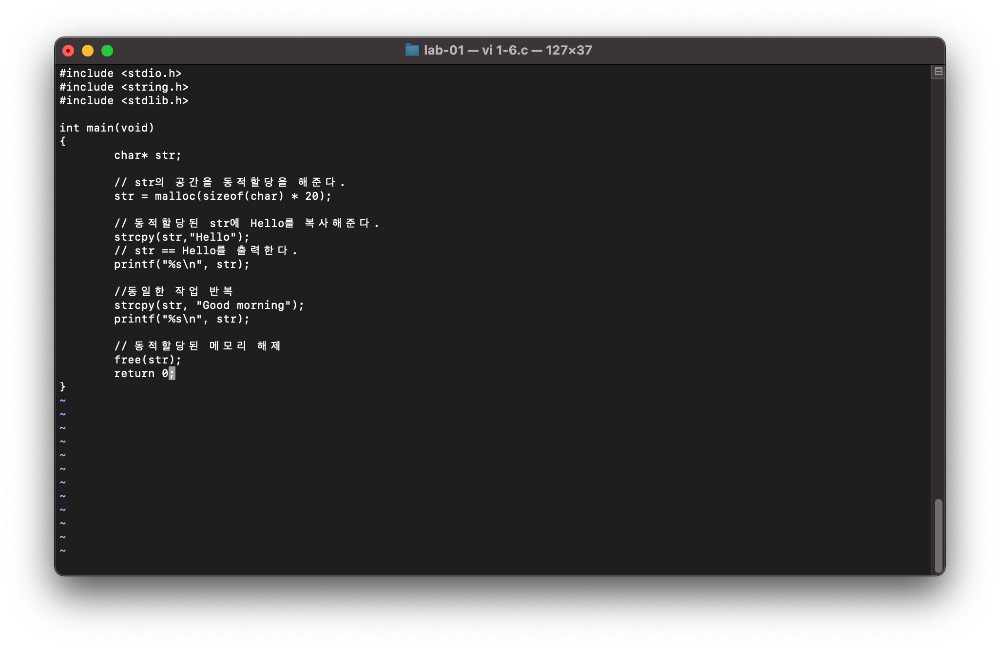 lab-01 — vi 1-6.c — 127×37
#include <stdio.h>
#include <string.h>
#include <stdlib.h>
int main(void)
{
char* str;
// str의 공간을 동적할당을 해준다.
str = malloc(sizeof(char) * 20);
// 동적할당된 str에 Hello를 복사해준다.
strcpy(str,"Hello");
// str == Hello를 출력한다.
printf("%s\n", str);
//동일한 작업 반복
strcpy(str, "Good morning");
printf("%s\n", str);
// 동적할당된 메모리 해제
free(str);
return 0;
}
~
~
~
~
~
~
~
~
~
~
~
~